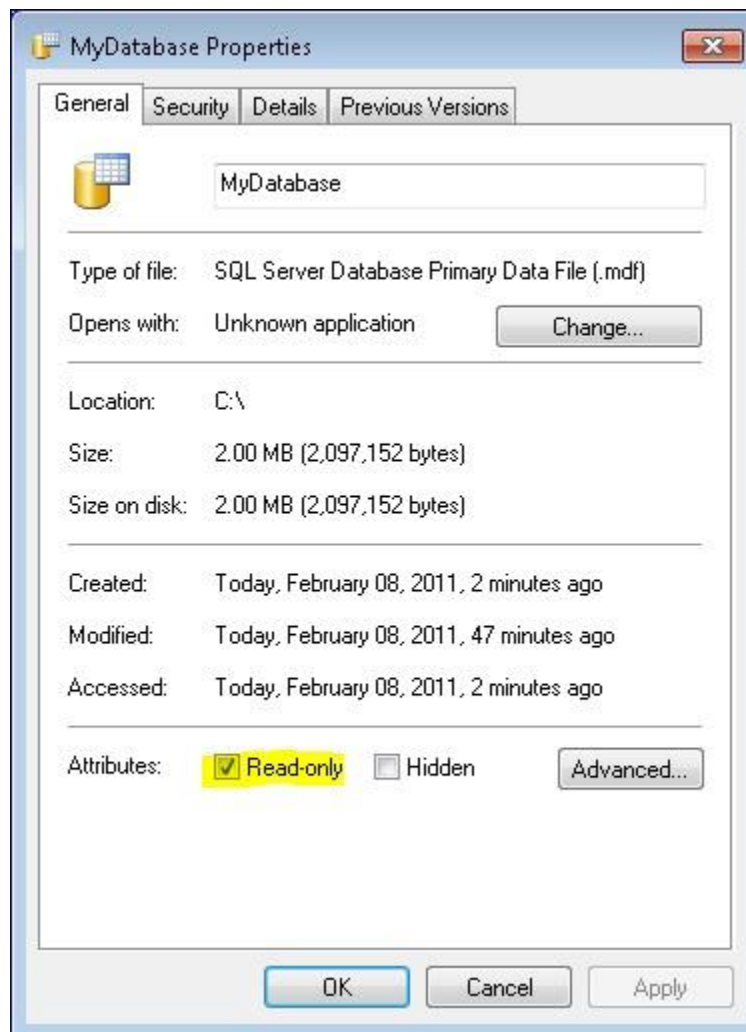 MyDatabase Properties
General Security Details Previous Versions
MyDatabase
Type of file: SQL Server Database Primary Data File (.mdf)
Opens with: Unknown application Change...
Location: C:\
Size: 2.00 MB (2,097,152 bytes)
Size on disk: 2.00 MB (2,097,152 bytes)
Created: Today, February 08, 2011, 2 minutes ago
Modified: Today, February 08, 2011, 47 minutes ago
Accessed: Today, February 08, 2011, 2 minutes ago
Attributes: Read-only Hidden Advanced...
OK Cancel Apply